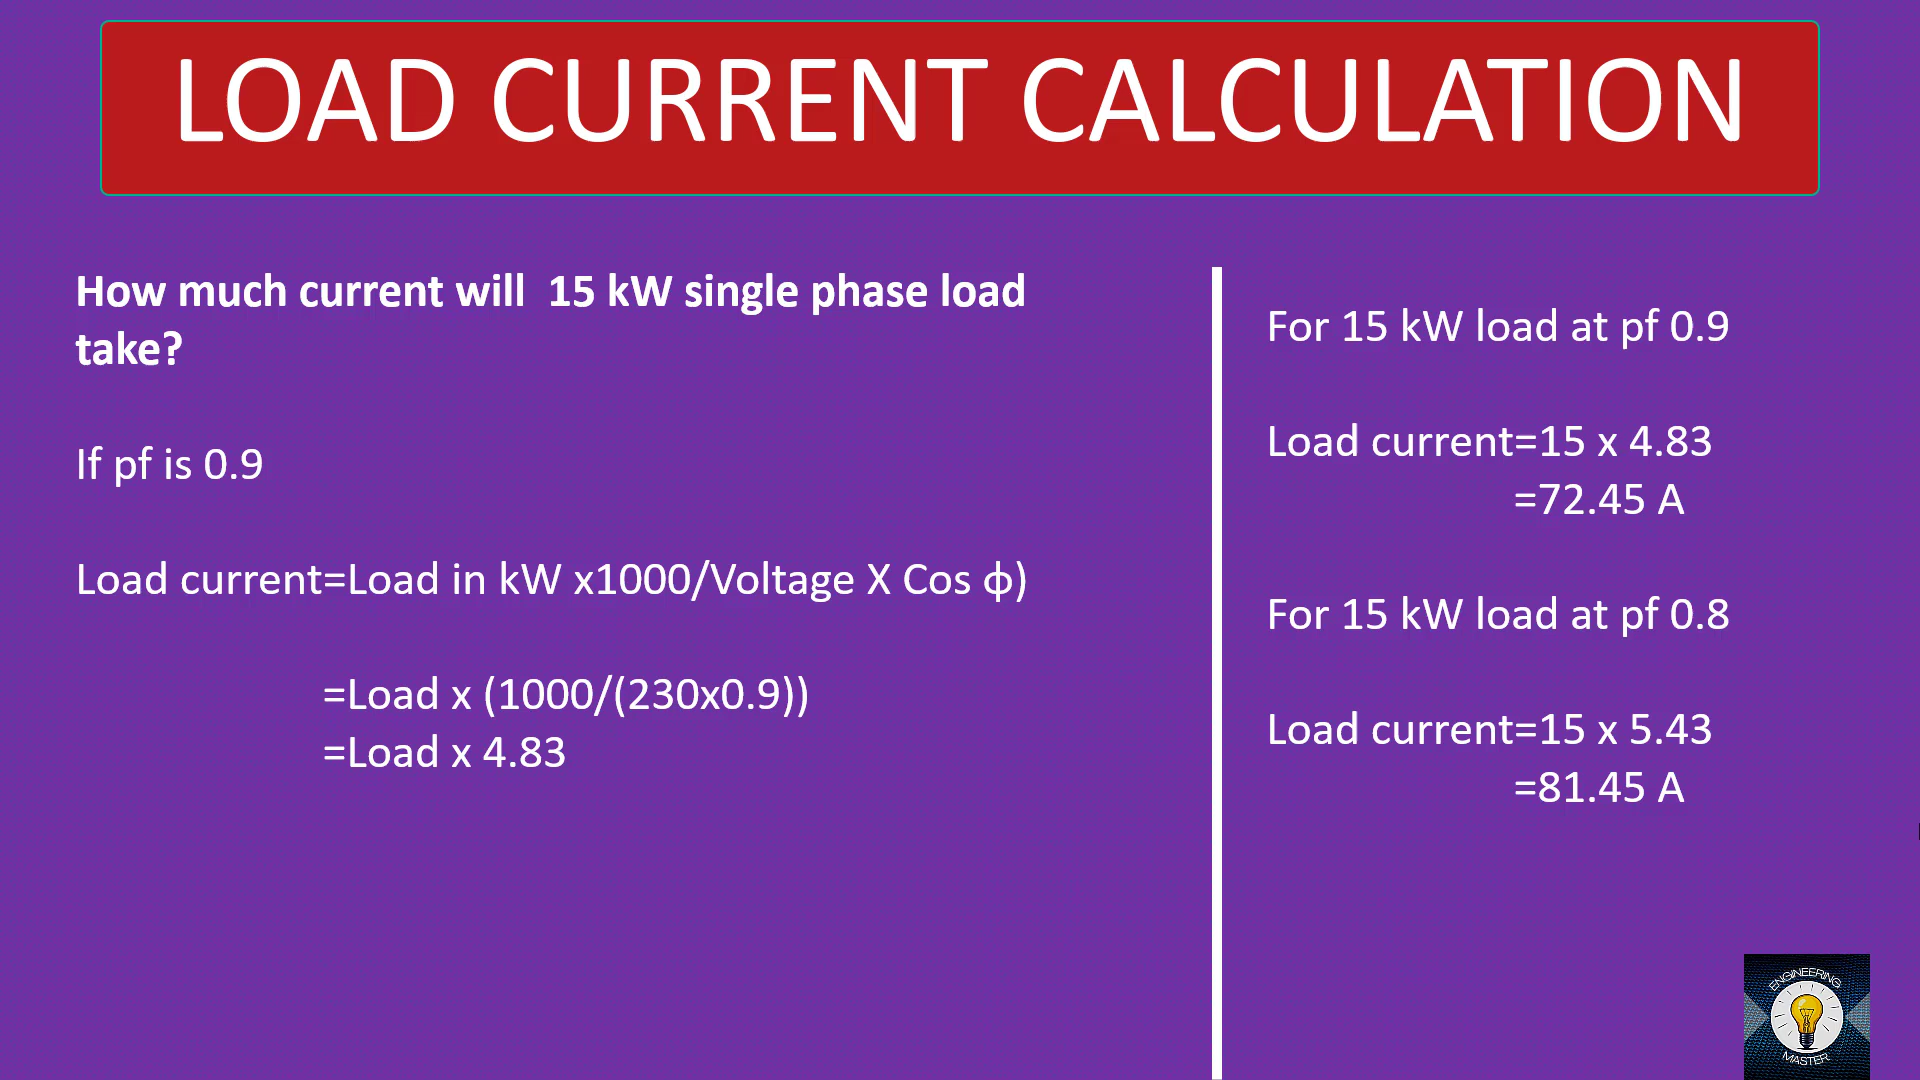 LOAD CURRENT CALCULATION
How much current will  15 kW single phase load
take?
If pf is 0.9
Load current=Load in kW x1000/Voltage X Cos ϕ)
=Load x (1000/(230x0.9))
=Load x 4.83
For 15 kW load at pf 0.9
Load current=15 x 4.83
=72.45 A
For 15 kW load at pf 0.8
Load current=15 x 5.43
=81.45 A
ENGINEERING
MASTER